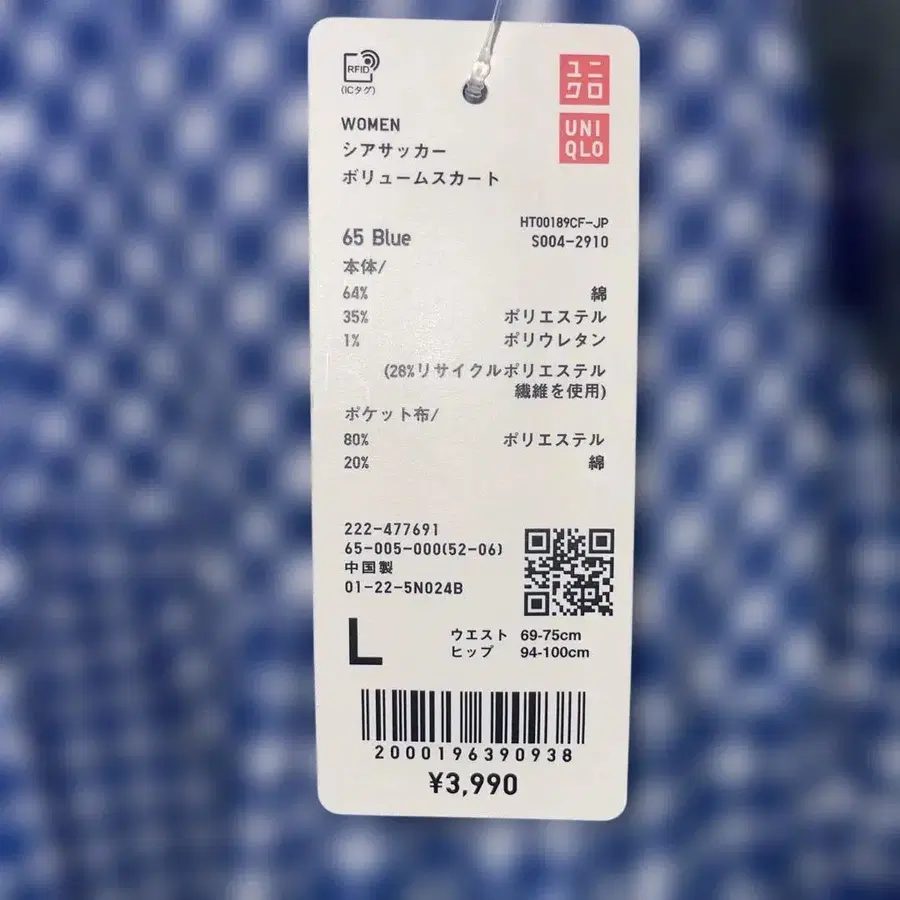 RFID
(ICタグ)
ユニ
クロ
UNI
QLO
WOMEN
シアサッカー
ボリュームスカート
HT00189CF-JP
65 Blue
S004-2910
本体/
64% 綿
35% ポリエステル
1% ポリウレタン
(28%リサイクルポリエステル
繊維を使用)
ポケット布/
80% ポリエステル
20% 綿
222-477691
65-005-000(52-06)
中国製
01-22-5N024B
L
ウエスト 69-75cm
ヒップ 94-100cm
2000196390938
¥3,990